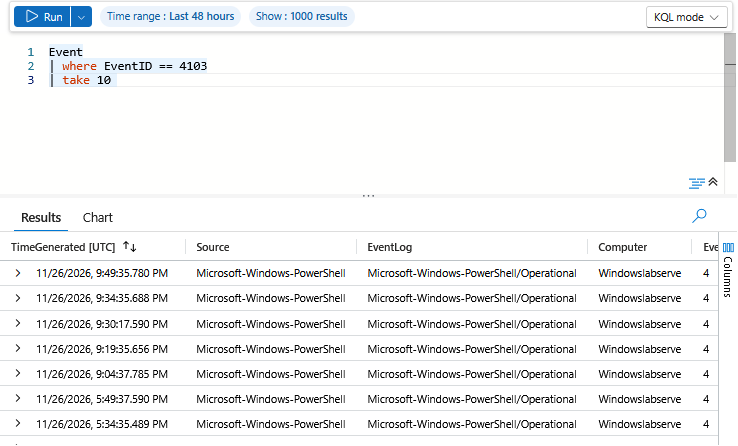 Run Time range : Last 48 hours Show : 1000 results KQL mode
1 Event
2 | where EventID == 4103
3 | take 10
Results Chart
TimeGenerated [UTC] Source EventLog Computer Eve
11/26/2026, 9:49:35.780 PM Microsoft-Windows-PowerShell Microsoft-Windows-PowerShell/Operational Windowslabserve 4
11/26/2026, 9:34:35.688 PM Microsoft-Windows-PowerShell Microsoft-Windows-PowerShell/Operational Windowslabserve 4
11/26/2026, 9:30:17.590 PM Microsoft-Windows-PowerShell Microsoft-Windows-PowerShell/Operational Windowslabserve 4
11/26/2026, 9:19:35.656 PM Microsoft-Windows-PowerShell Microsoft-Windows-PowerShell/Operational Windowslabserve 4
11/26/2026, 9:04:37.785 PM Microsoft-Windows-PowerShell Microsoft-Windows-PowerShell/Operational Windowslabserve 4
11/26/2026, 5:49:37.590 PM Microsoft-Windows-PowerShell Microsoft-Windows-PowerShell/Operational Windowslabserve 4
11/26/2026, 5:34:35.489 PM Microsoft-Windows-PowerShell Microsoft-Windows-PowerShell/Operational Windowslabserve 4
Columns